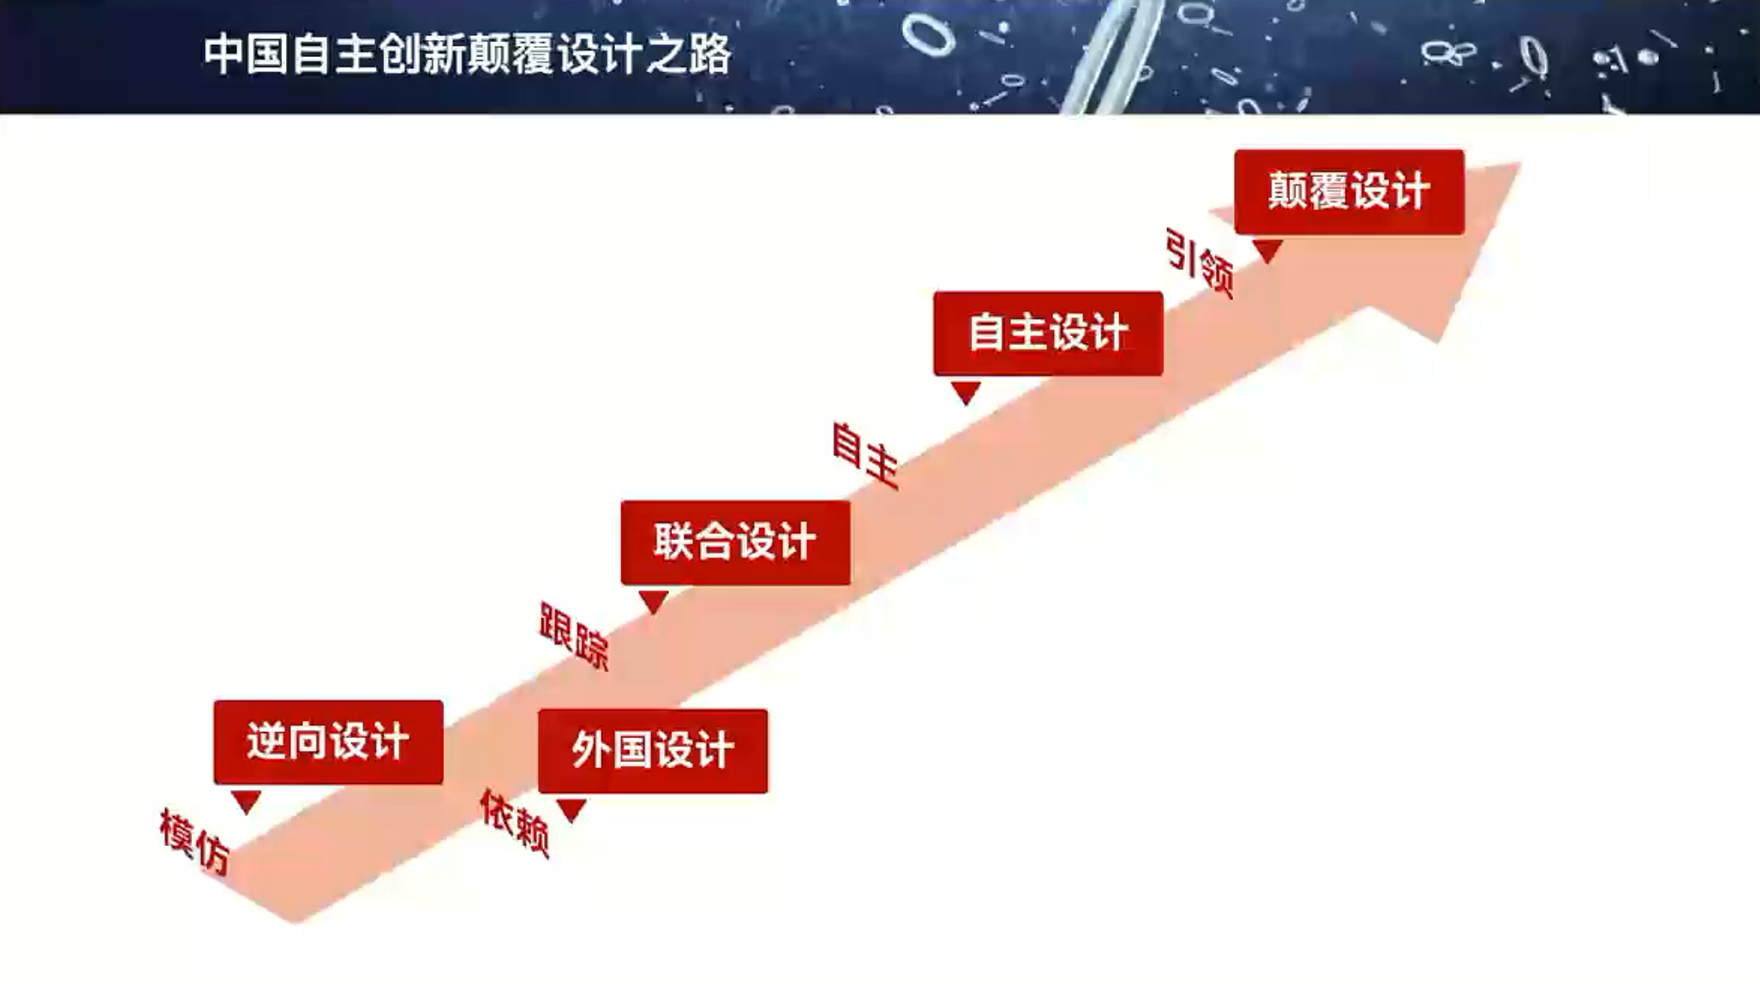 中国自主创新颠覆设计之路
颠覆设计
引领
自主设计
自主
联合设计
跟踪
逆向设计
外国设计
模仿
依赖